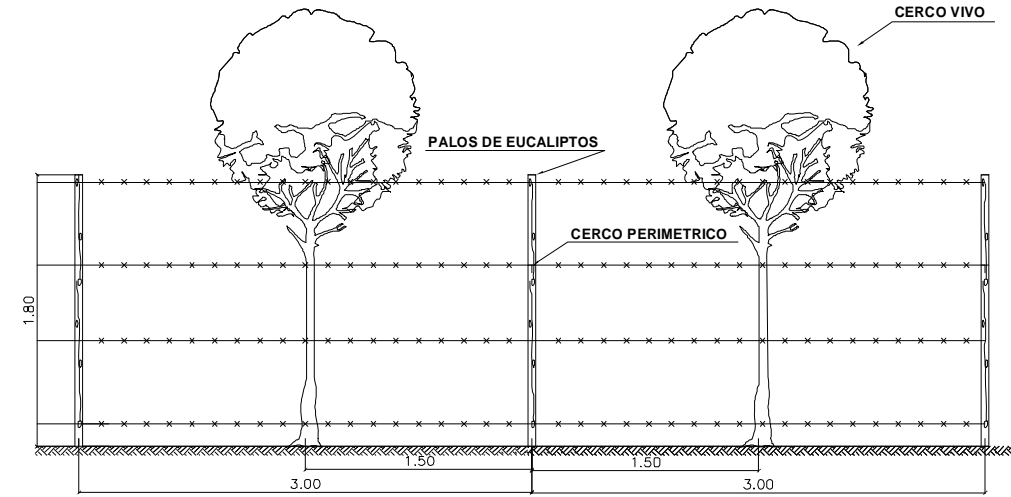 CERCO VIVO
PALOS DE EUCALIPTOS
CERCO PERIMETRICO
1.80
1.50
1.50
3.00
3.00